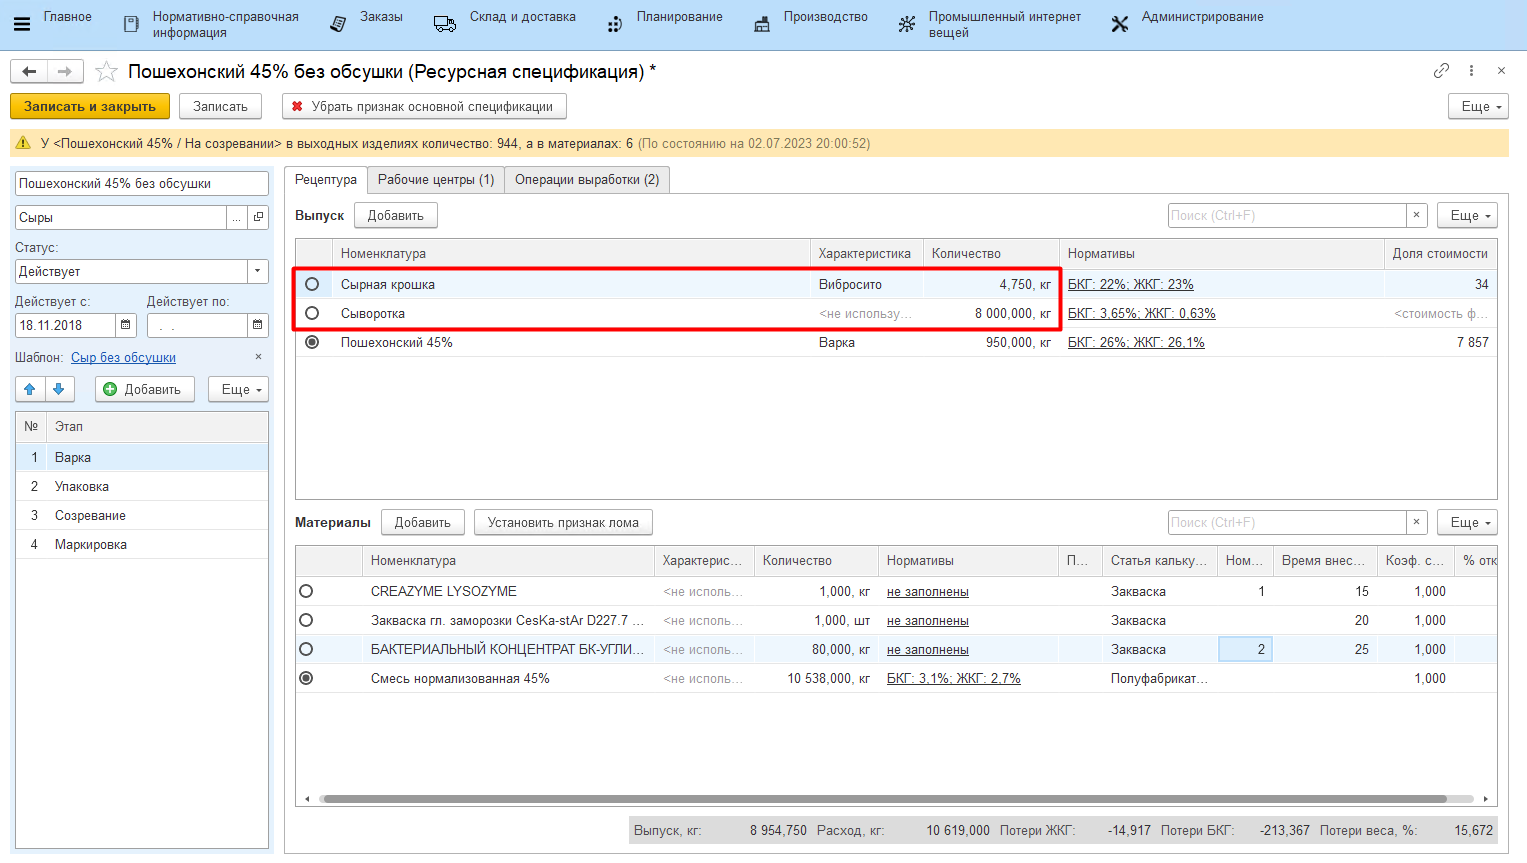 Главное
Нормативно-справочная
информация
Заказы
Склад и доставка
Планирование
Производство
Промышленный интернет
вещей
Администрирование
Пошехонский 45% без обсушки (Ресурсная спецификация) *
Записать и закрыть
Записать
Убрать признак основной спецификации
Еще
У <Пошехонский 45% / На созревании> в выходных изделиях количество: 944, а в материалах: 6 (По состоянию на 02.07.2023 20:00:52)
Пошехонский 45% без обсушки
Сыры
...
Статус:
Действует
Действует с: Действует по:
18.11.2018 . .
Шаблон: Сыр без обсушки ×
Добавить Еще
№ Этап
1 Варка
2 Упаковка
3 Созревание
4 Маркировка
Рецептура Рабочие центры (1) Операции выработки (2)
Выпуск Добавить Поиск (Ctrl+F) × Еще
Номенклатура Характеристика Количество Нормативы Доля стоимости
Сырная крошка Вибросито 4,750, кг БКГ: 22%; ЖКГ: 23% 34
Сыворотка <не использу... 8 000,000, кг БКГ: 3,65%; ЖКГ: 0,63% <стоимость ф...
Пошехонский 45% Варка 950,000, кг БКГ: 26%; ЖКГ: 26,1% 7 857
Материалы Добавить Установить признак лома Поиск (Ctrl+F) × Еще
Номенклатура Характерис... Количество Нормативы П... Статья кальку... Ном... Время внес... Коэф. с... % отк
CREAZYME LYSOZYME <не исполь... 1,000, кг не заполнены Закваска 1 15 1,000
Закваска гл. заморозки CesKa-stAr D227.7 ... <не исполь... 1,000, шт не заполнены Закваска 20 1,000
БАКТЕРИАЛЬНЫЙ КОНЦЕНТРАТ БК-УГЛИ... <не исполь... 80,000, кг не заполнены Закваска 2 25 1,000
Смесь нормализованная 45% <не исполь... 10 538,000, кг БКГ: 3,1%; ЖКГ: 2,7% Полуфабрикат... 1,000
Выпуск, кг: 8 954,750 Расход, кг: 10 619,000 Потери ЖКГ: -14,917 Потери БКГ: -213,367 Потери веса, %: 15,672